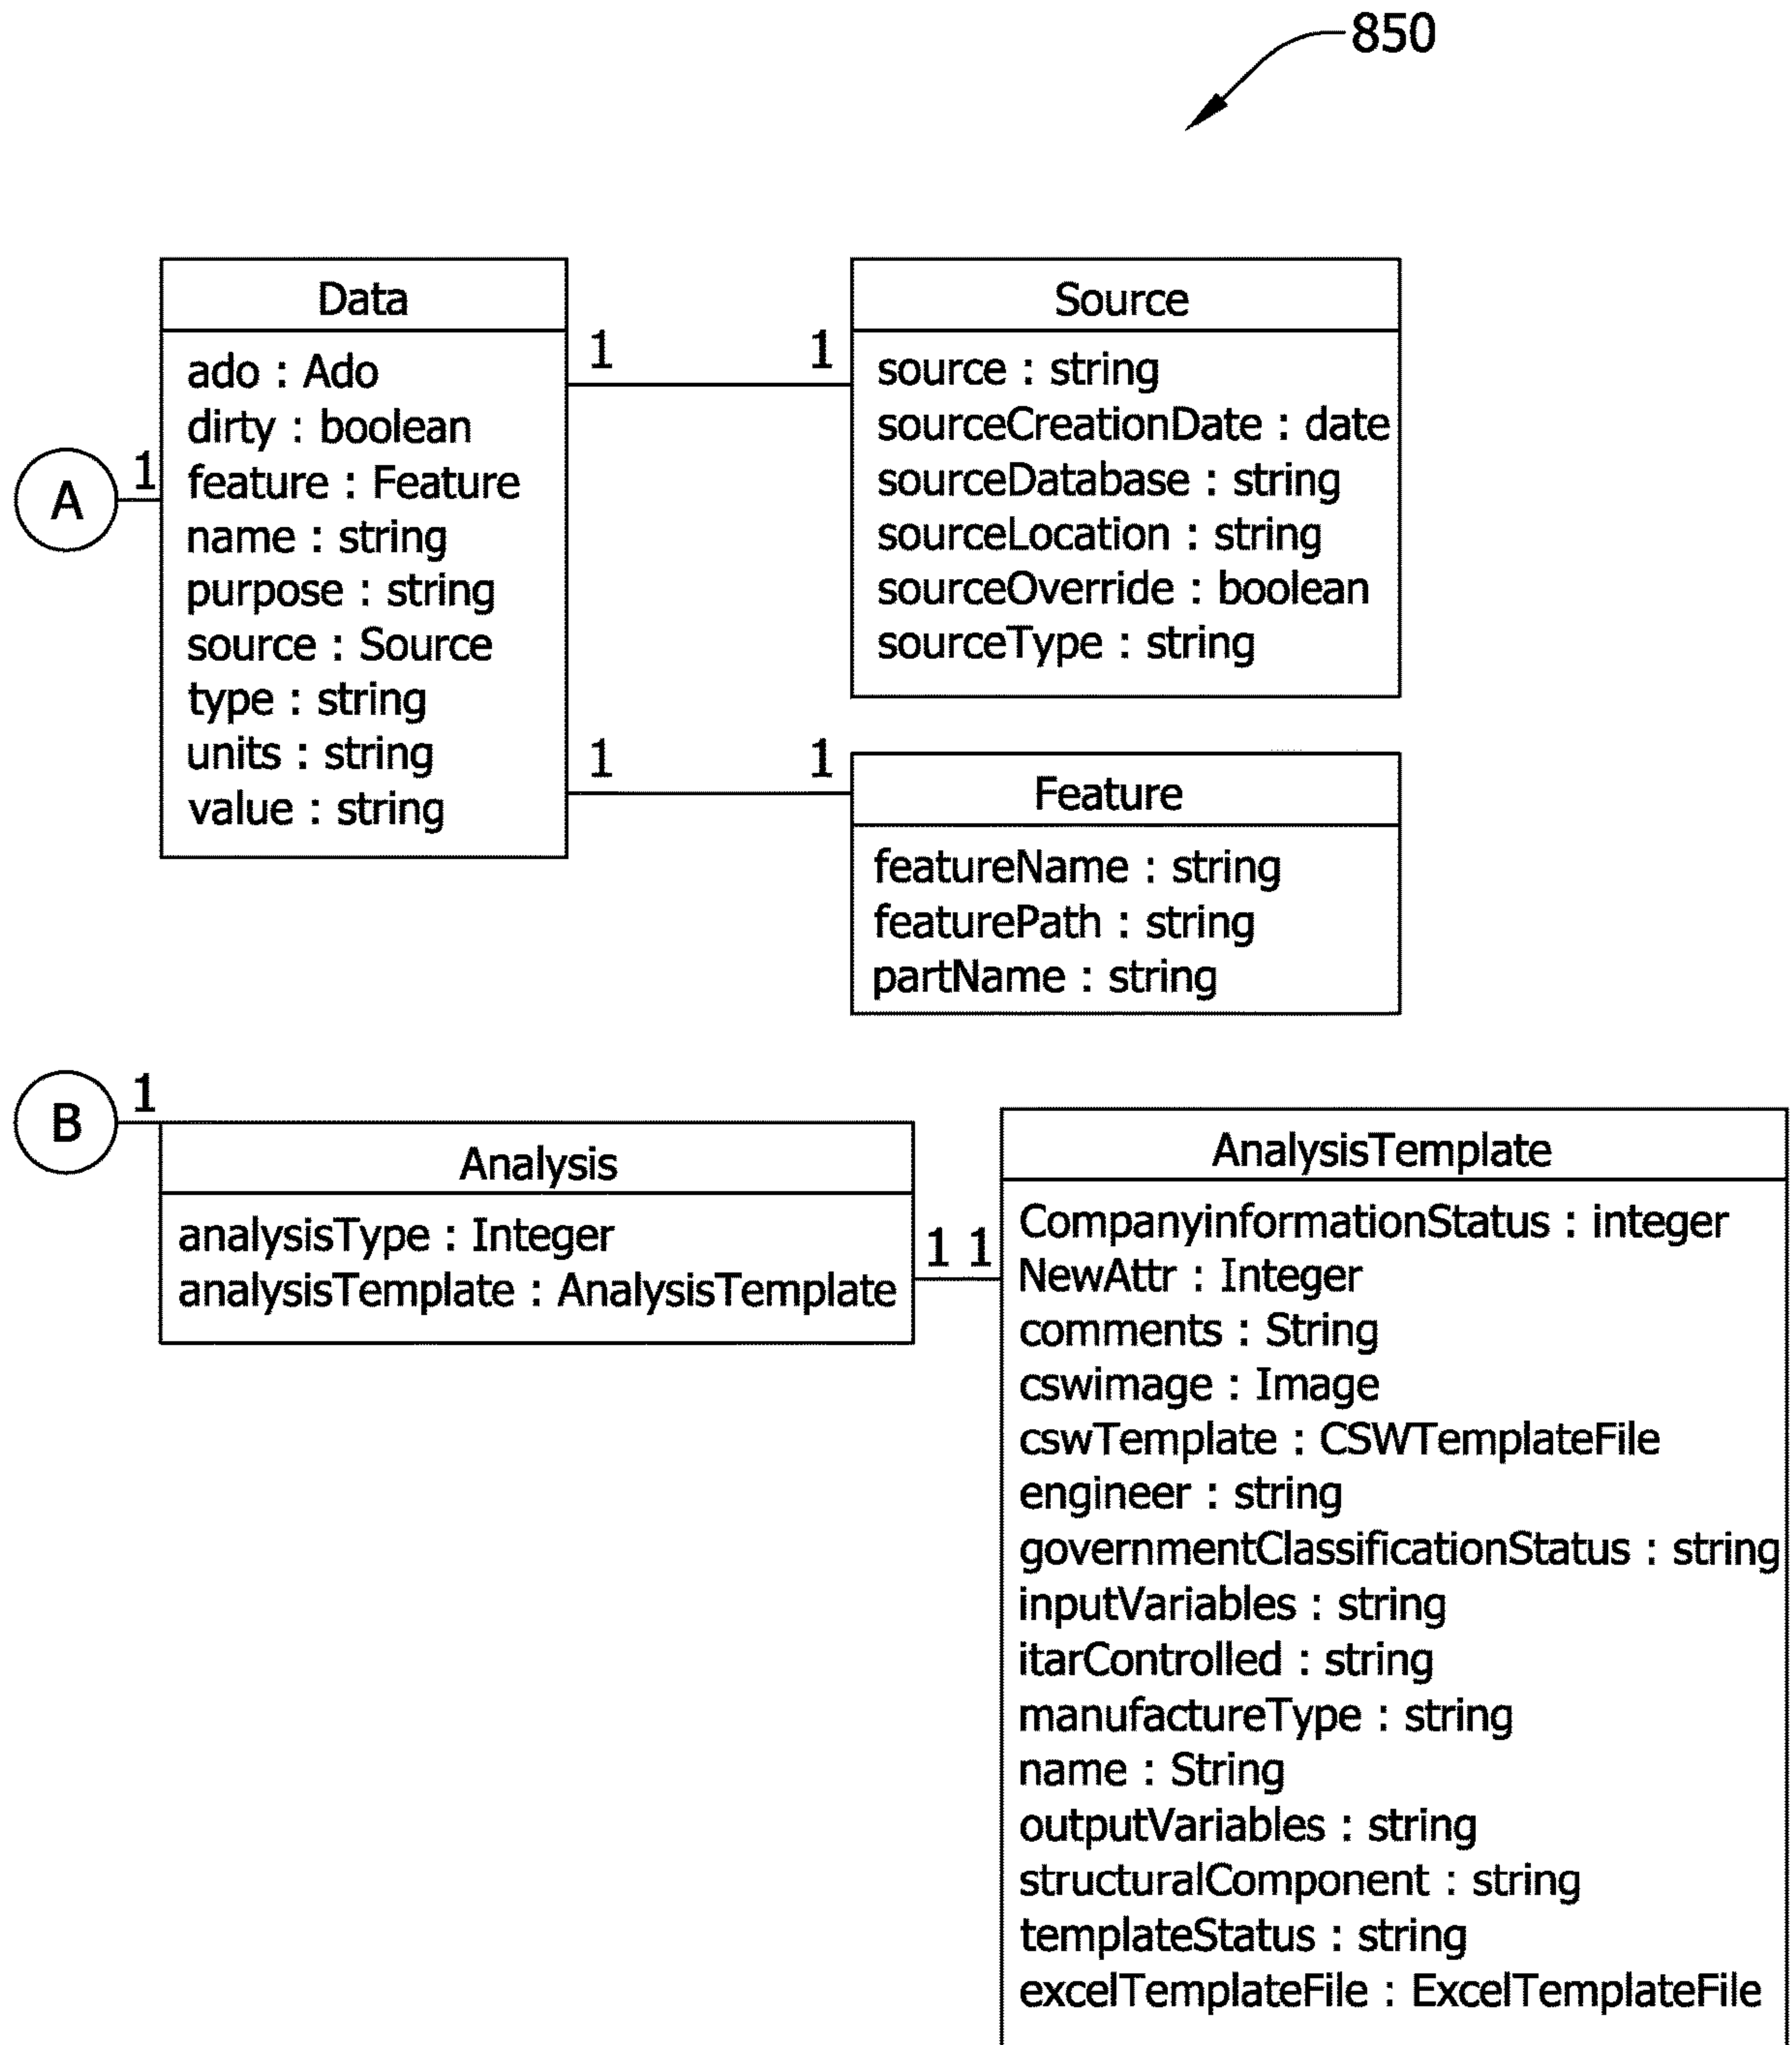 850
Data
ado : Ado
dirty : boolean
feature : Feature
name : string
purpose : string
source : Source
type : string
units : string
value : string
A
1
1
1
Source
source : string
sourceCreationDate : date
sourceDatabase : string
sourceLocation : string
sourceOverride : boolean
sourceType : string
1
1
Feature
featureName : string
featurePath : string
partName : string
B
1
Analysis
analysisType : Integer
analysisTemplate : AnalysisTemplate
1 1
AnalysisTemplate
CompanyinformationStatus : integer
NewAttr : Integer
comments : String
cswimage : Image
cswTemplate : CSWTemplateFile
engineer : string
governmentClassificationStatus : string
inputVariables : string
itarControlled : string
manufactureType : string
name : String
outputVariables : string
structuralComponent : string
templateStatus : string
excelTemplateFile : ExcelTemplateFile